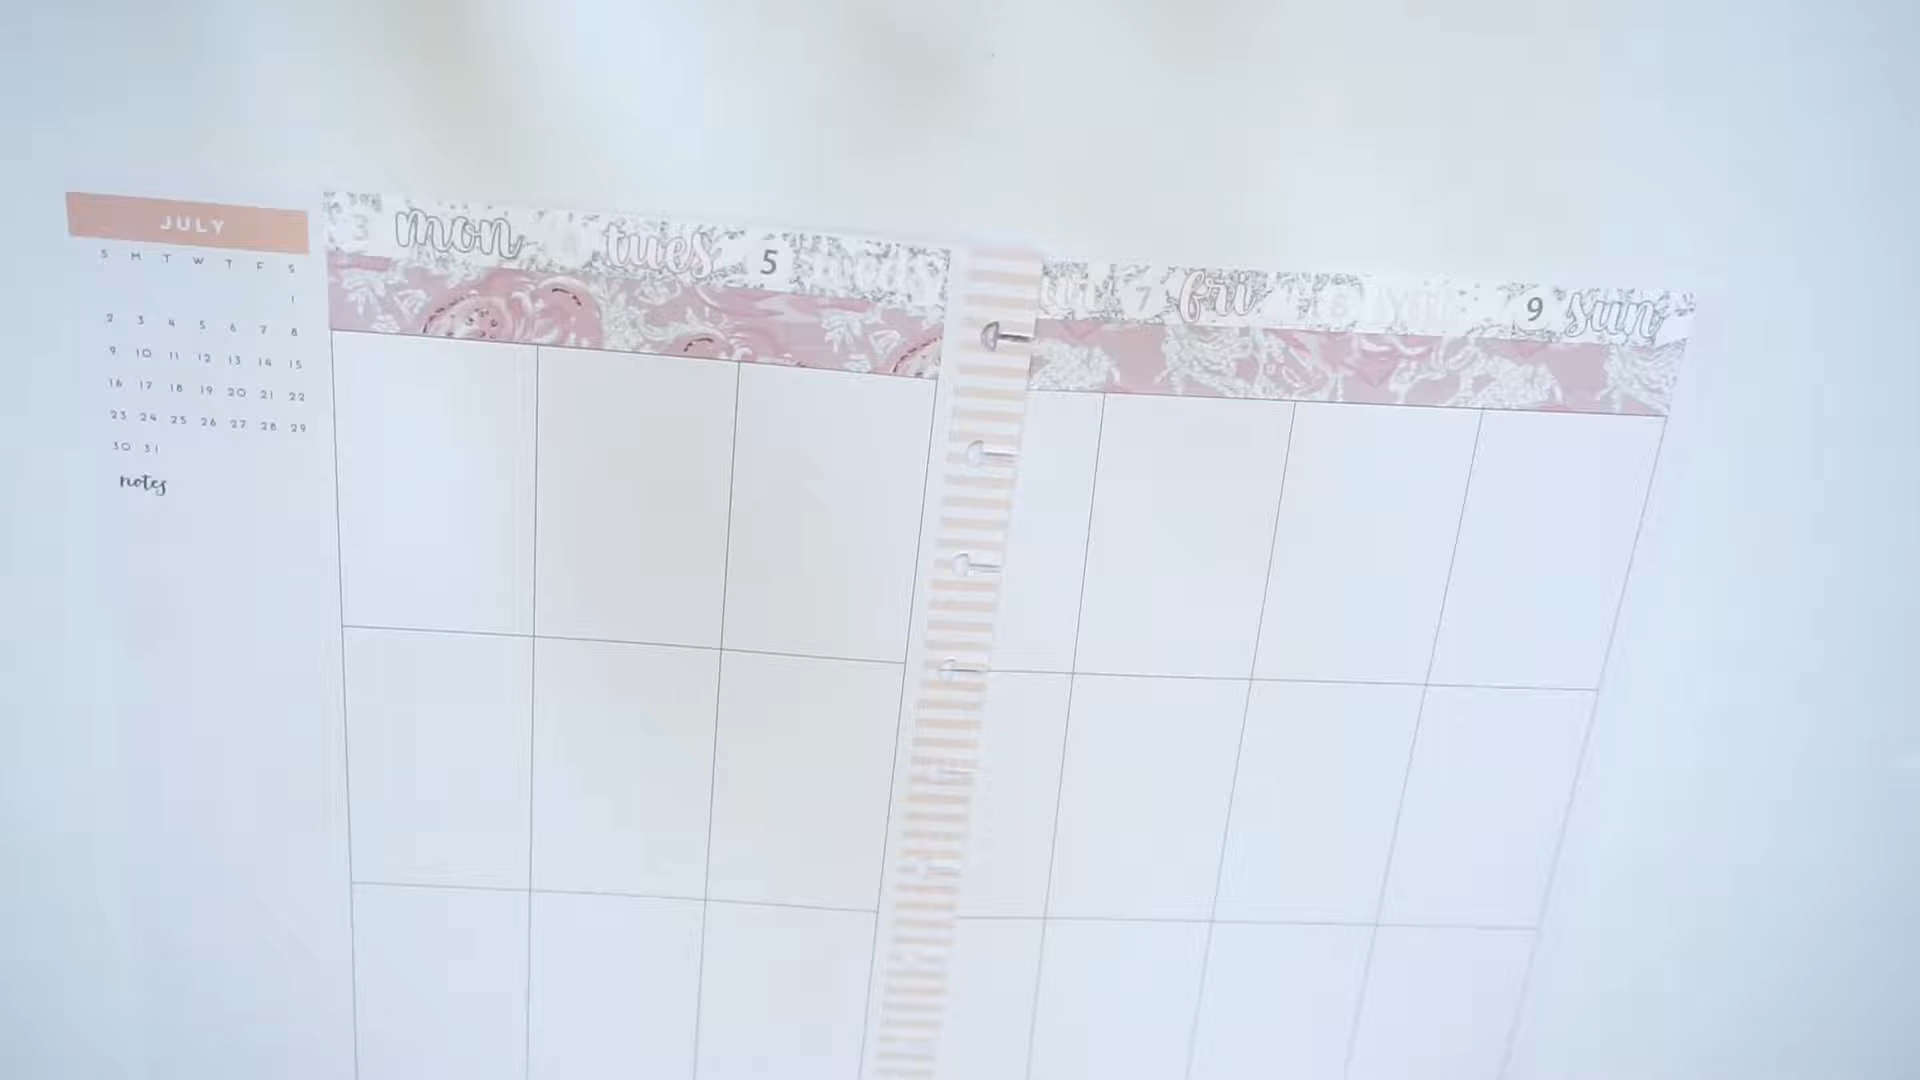 JULY
S M T W T F S
1
2 3 4 5 6 7 8
9 10 11 12 13 14 15
16 17 18 19 20 21 22
23 24 25 26 27 28 29
30 31
notes
3 mon tues 5
7 fri 9 sun